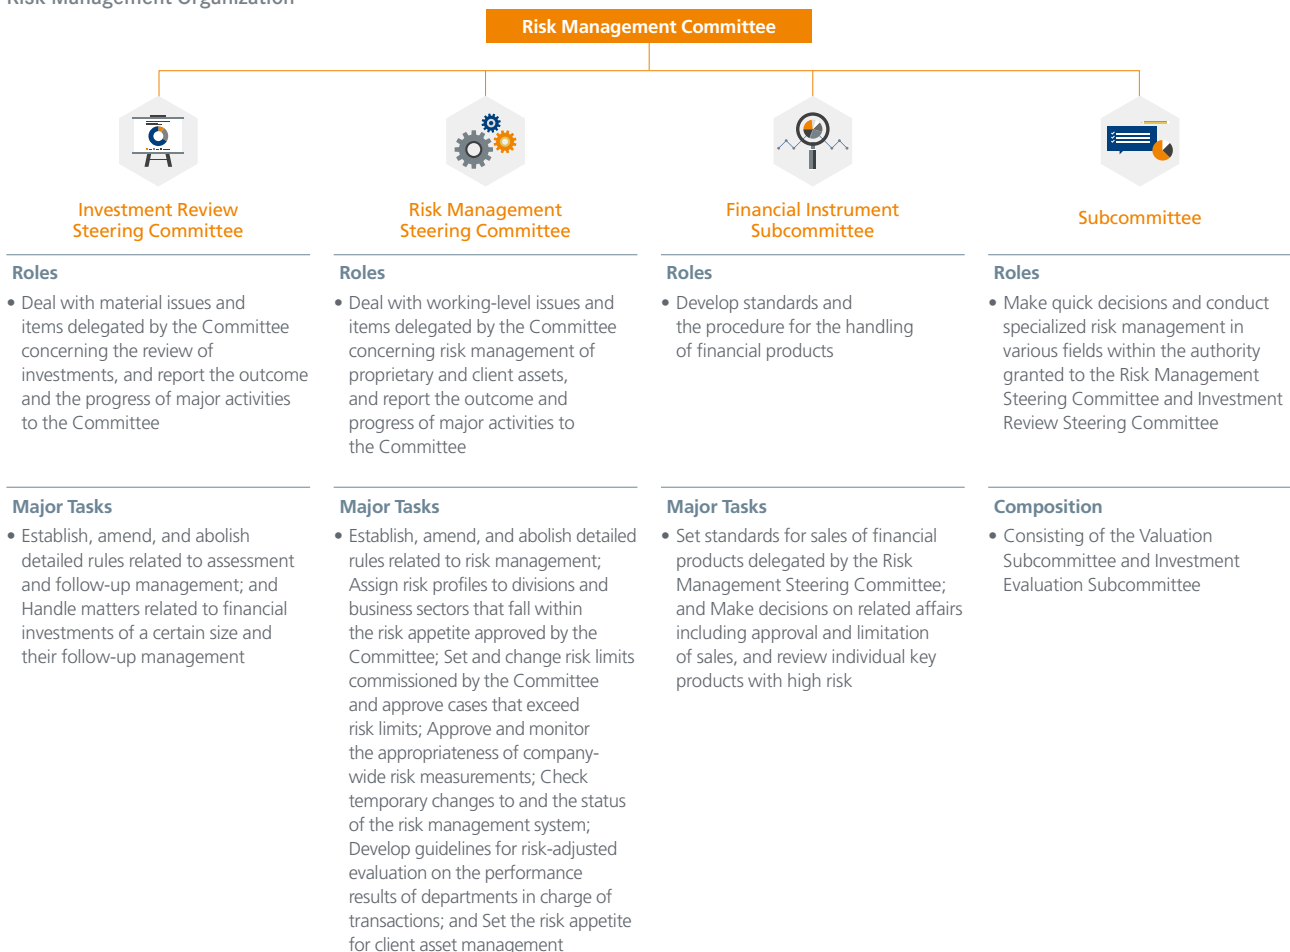 Risk Management Organization
Risk Management Committee
Investment Review
Steering Committee
Roles
• Deal with material issues and
items delegated by the Committee
concerning the review of
investments, and report the outcome
and the progress of major activities
to the Committee
Major Tasks
• Establish, amend, and abolish
detailed rules related to assessment
and follow-up management; and
Handle matters related to financial
investments of a certain size and
their follow-up management
Risk Management
Steering Committee
Roles
• Deal with working-level issues and
items delegated by the Committee
concerning risk management of
proprietary and client assets,
and report the outcome and
progress of major activities to
the Committee
Major Tasks
• Establish, amend, and abolish detailed
rules related to risk management;
Assign risk profiles to divisions and
business sectors that fall within
the risk appetite approved by the
Committee; Set and change risk limits
commissioned by the Committee
and approve cases that exceed
risk limits; Approve and monitor
the appropriateness of company-
wide risk measurements; Check
temporary changes to and the status
of the risk management system;
Develop guidelines for risk-adjusted
evaluation on the performance
results of departments in charge of
transactions; and Set the risk appetite
for client asset management
Financial Instrument
Subcommittee
Roles
• Develop standards and
the procedure for the handling
of financial products
Major Tasks
• Set standards for sales of financial
products delegated by the Risk
Management Steering Committee;
and Make decisions on related affairs
including approval and limitation
of sales, and review individual key
products with high risk
Subcommittee
Roles
• Make quick decisions and conduct
specialized risk management in
various fields within the authority
granted to the Risk Management
Steering Committee and Investment
Review Steering Committee
Composition
• Consisting of the Valuation
Subcommittee and Investment
Evaluation Subcommittee